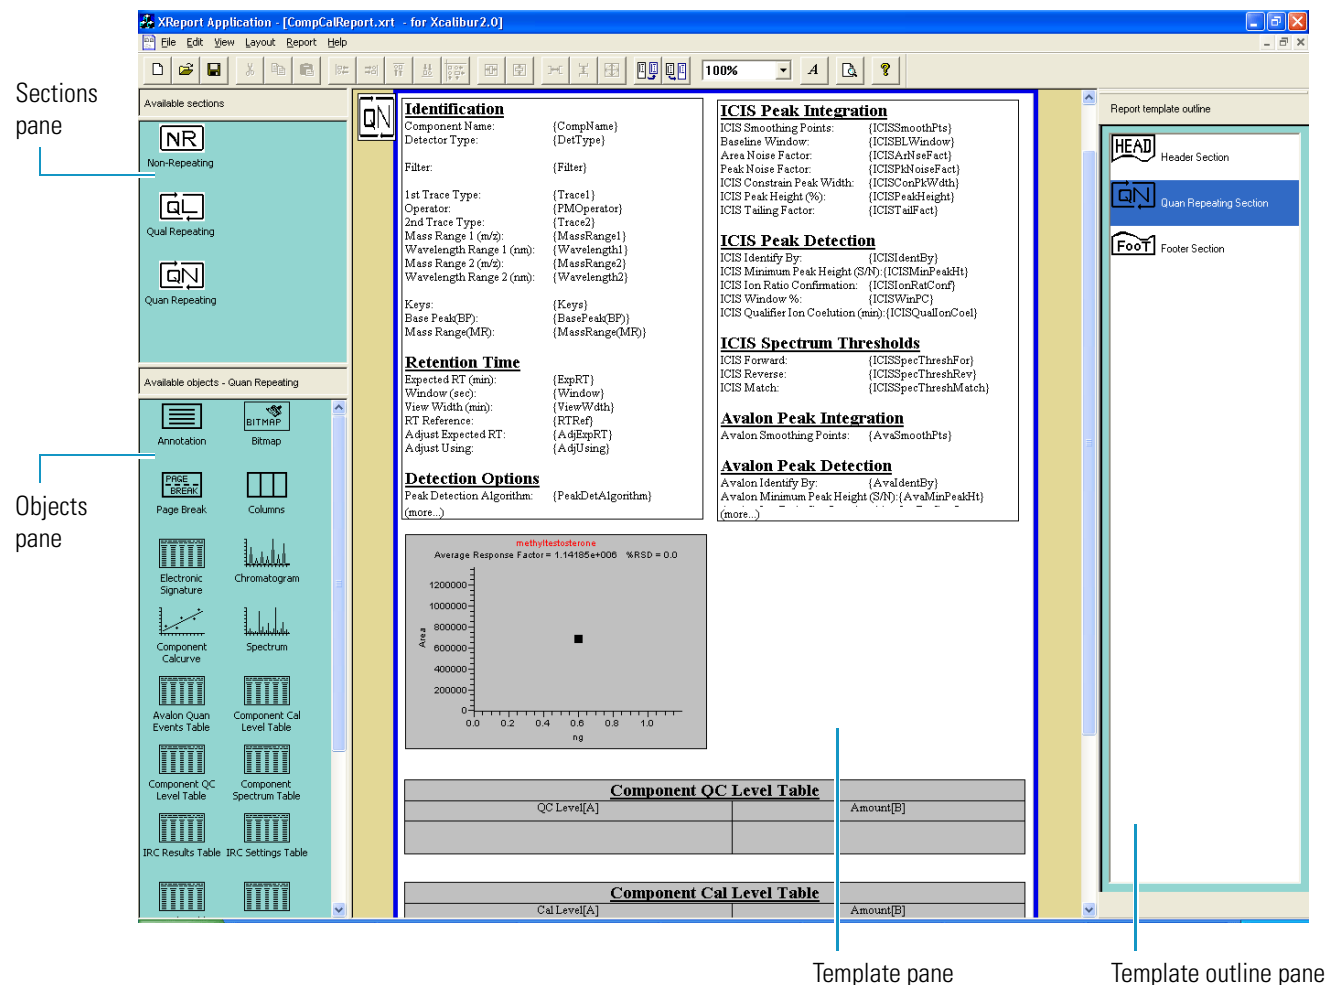 XReport Application - [CompCalReport.xrt - for Xcalibur2.0]
File Edit View Layout Report Help
100%
A
?
Sections
pane
Available sections
NR
Non-Repeating
QL
Qual Repeating
QN
Quan Repeating
Objects
pane
Available objects - Quan Repeating
Annotation
BITMAP
Bitmap
PAGE
BREAK
Page Break
Columns
Electronic
Signature
Chromatogram
Component
Calcurve
Spectrum
Avalon Quan
Events Table
Component Cal
Level Table
Component QC
Level Table
Component
Spectrum Table
IRC Results Table
IRC Settings Table
QN
Identification
Component Name: {CompName}
Detector Type: {DetType}
Filter: {Filter}
1st Trace Type: {Trace1}
Operator: {PMOperator}
2nd Trace Type: {Trace2}
Mass Range 1 (m/z): {MassRange1}
Wavelength Range 1 (nm): {Wavelength1}
Mass Range 2 (m/z): {MassRange2}
Wavelength Range 2 (nm): {Wavelength2}
Keys: {Keys}
Base Peak(BP): {BasePeak(BP)}
Mass Range(MR): {MassRange(MR)}
Retention Time
Expected RT (min): {ExpRT}
Window (sec): {Window}
View Width (min): {ViewWdth}
RT Reference: {RTRef}
Adjust Expected RT: {AdjExpRT}
Adjust Using: {AdjUsing}
Detection Options
Peak Detection Algorithm: {PeakDetAlgorithm}
(more...)
ICIS Peak Integration
ICIS Smoothing Points: {ICISSmoothPts}
Baseline Window: {ICISBLWindow}
Area Noise Factor: {ICISArNseFact}
Peak Noise Factor: {ICISPkNoiseFact}
ICIS Constrain Peak Width: {ICISConPkWdth}
ICIS Peak Height (%): {ICISPeakHeight}
ICIS Tailing Factor: {ICISTailFact}
ICIS Peak Detection
ICIS Identify By: {ICISIdentBy}
ICIS Minimum Peak Height (S/N):{ICISMinPeakHt}
ICIS Ion Ratio Confirmation: {ICISIonRatConf}
ICIS Window %: {ICISWinPC}
ICIS Qualifier Ion Coelution (min):{ICISQualIonCoel}
ICIS Spectrum Thresholds
ICIS Forward: {ICISSpecThreshFor}
ICIS Reverse: {ICISSpecThreshRev}
ICIS Match: {ICISSpecThreshMatch}
Avalon Peak Integration
Avalon Smoothing Points: {AvaSmoothPts}
Avalon Peak Detection
Avalon Identify By: {AvaIdentBy}
Avalon Minimum Peak Height (S/N):{AvaMinPeakHt}
(more...)
methyltestosterone
Average Response Factor = 1.14185e+006 %RSD = 0.0
1200000
1000000
800000
600000
400000
200000
0
Area
0.0 0.2 0.4 0.6 0.8 1.0
ng
Component QC Level Table
QC Level[A] Amount[B]
Component Cal Level Table
Cal Level[A] Amount[B]
Report template outline
HEAD
Header Section
QN
Quan Repeating Section
FOOT
Footer Section
Template pane
Template outline pane